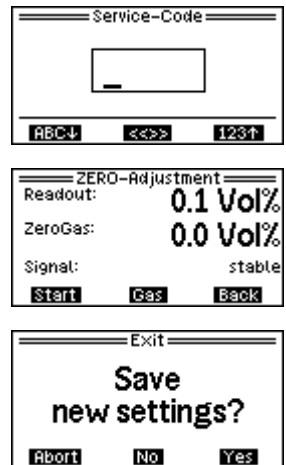 Service-Code
_
ABC↓ <<>> 123↑
ZERO-Adjustment
Readout: 0.1 Vol%
ZeroGas: 0.0 Vol%
Signal: stable
Start Gas Back
Exit
Save
new settings?
Abort No Yes